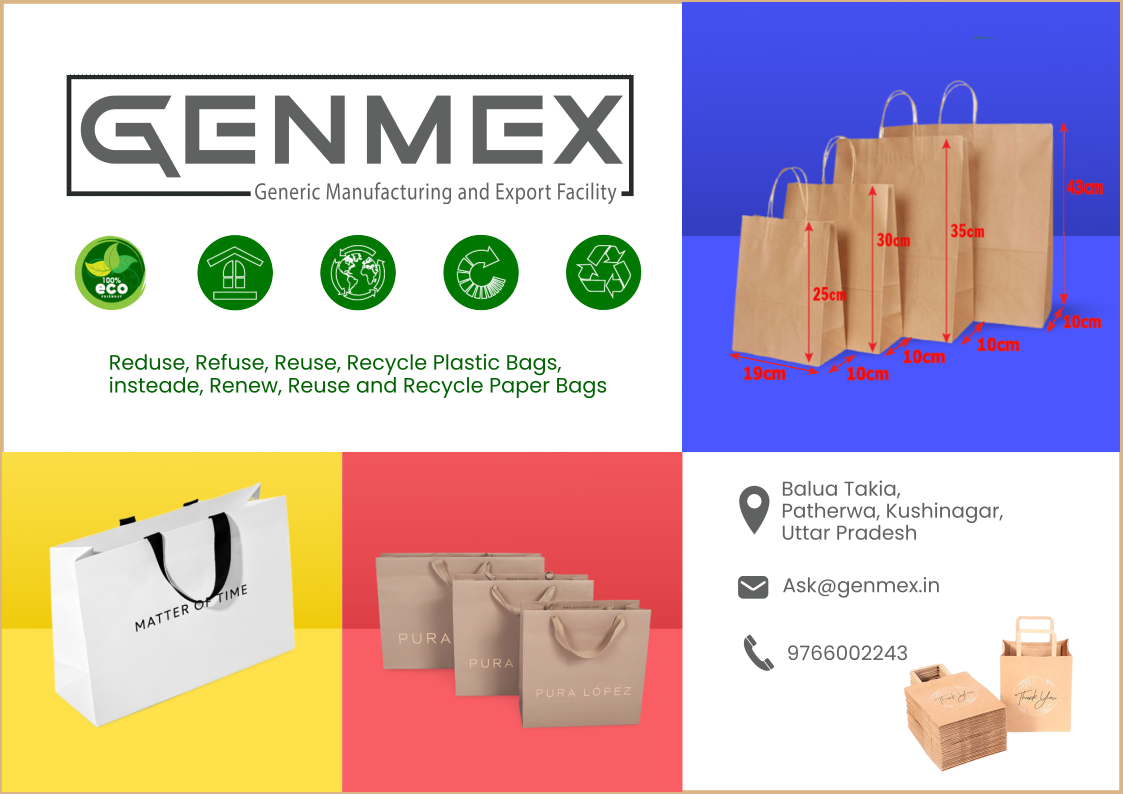 GENMEX
Generic Manufacturing and Export Facility
100%
eco
FRIENDLY
Reduse, Refuse, Reuse, Recycle Plastic Bags,
insteade, Renew, Reuse and Recycle Paper Bags
43cm
35cm
30cm
25cm
10cm
10cm
10cm
10cm
19cm
MATTER OF TIME
PURA
PURA
PURA LÓPEZ
Balua Takia,
Patherwa, Kushinagar,
Uttar Pradesh
Ask@genmex.in
9766002243
Thank You
Thank You